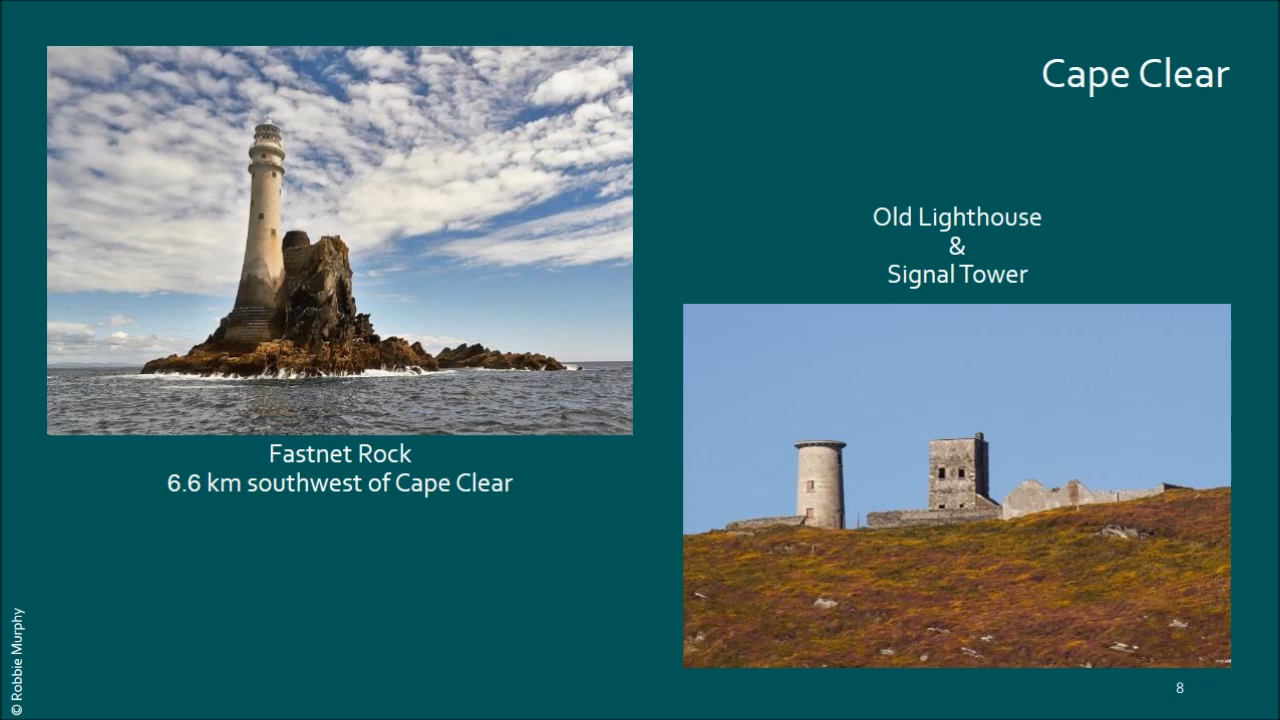 Cape Clear
Old Lighthouse
&
Signal Tower
Fastnet Rock
6.6 km southwest of Cape Clear
© Robbie Murphy
8